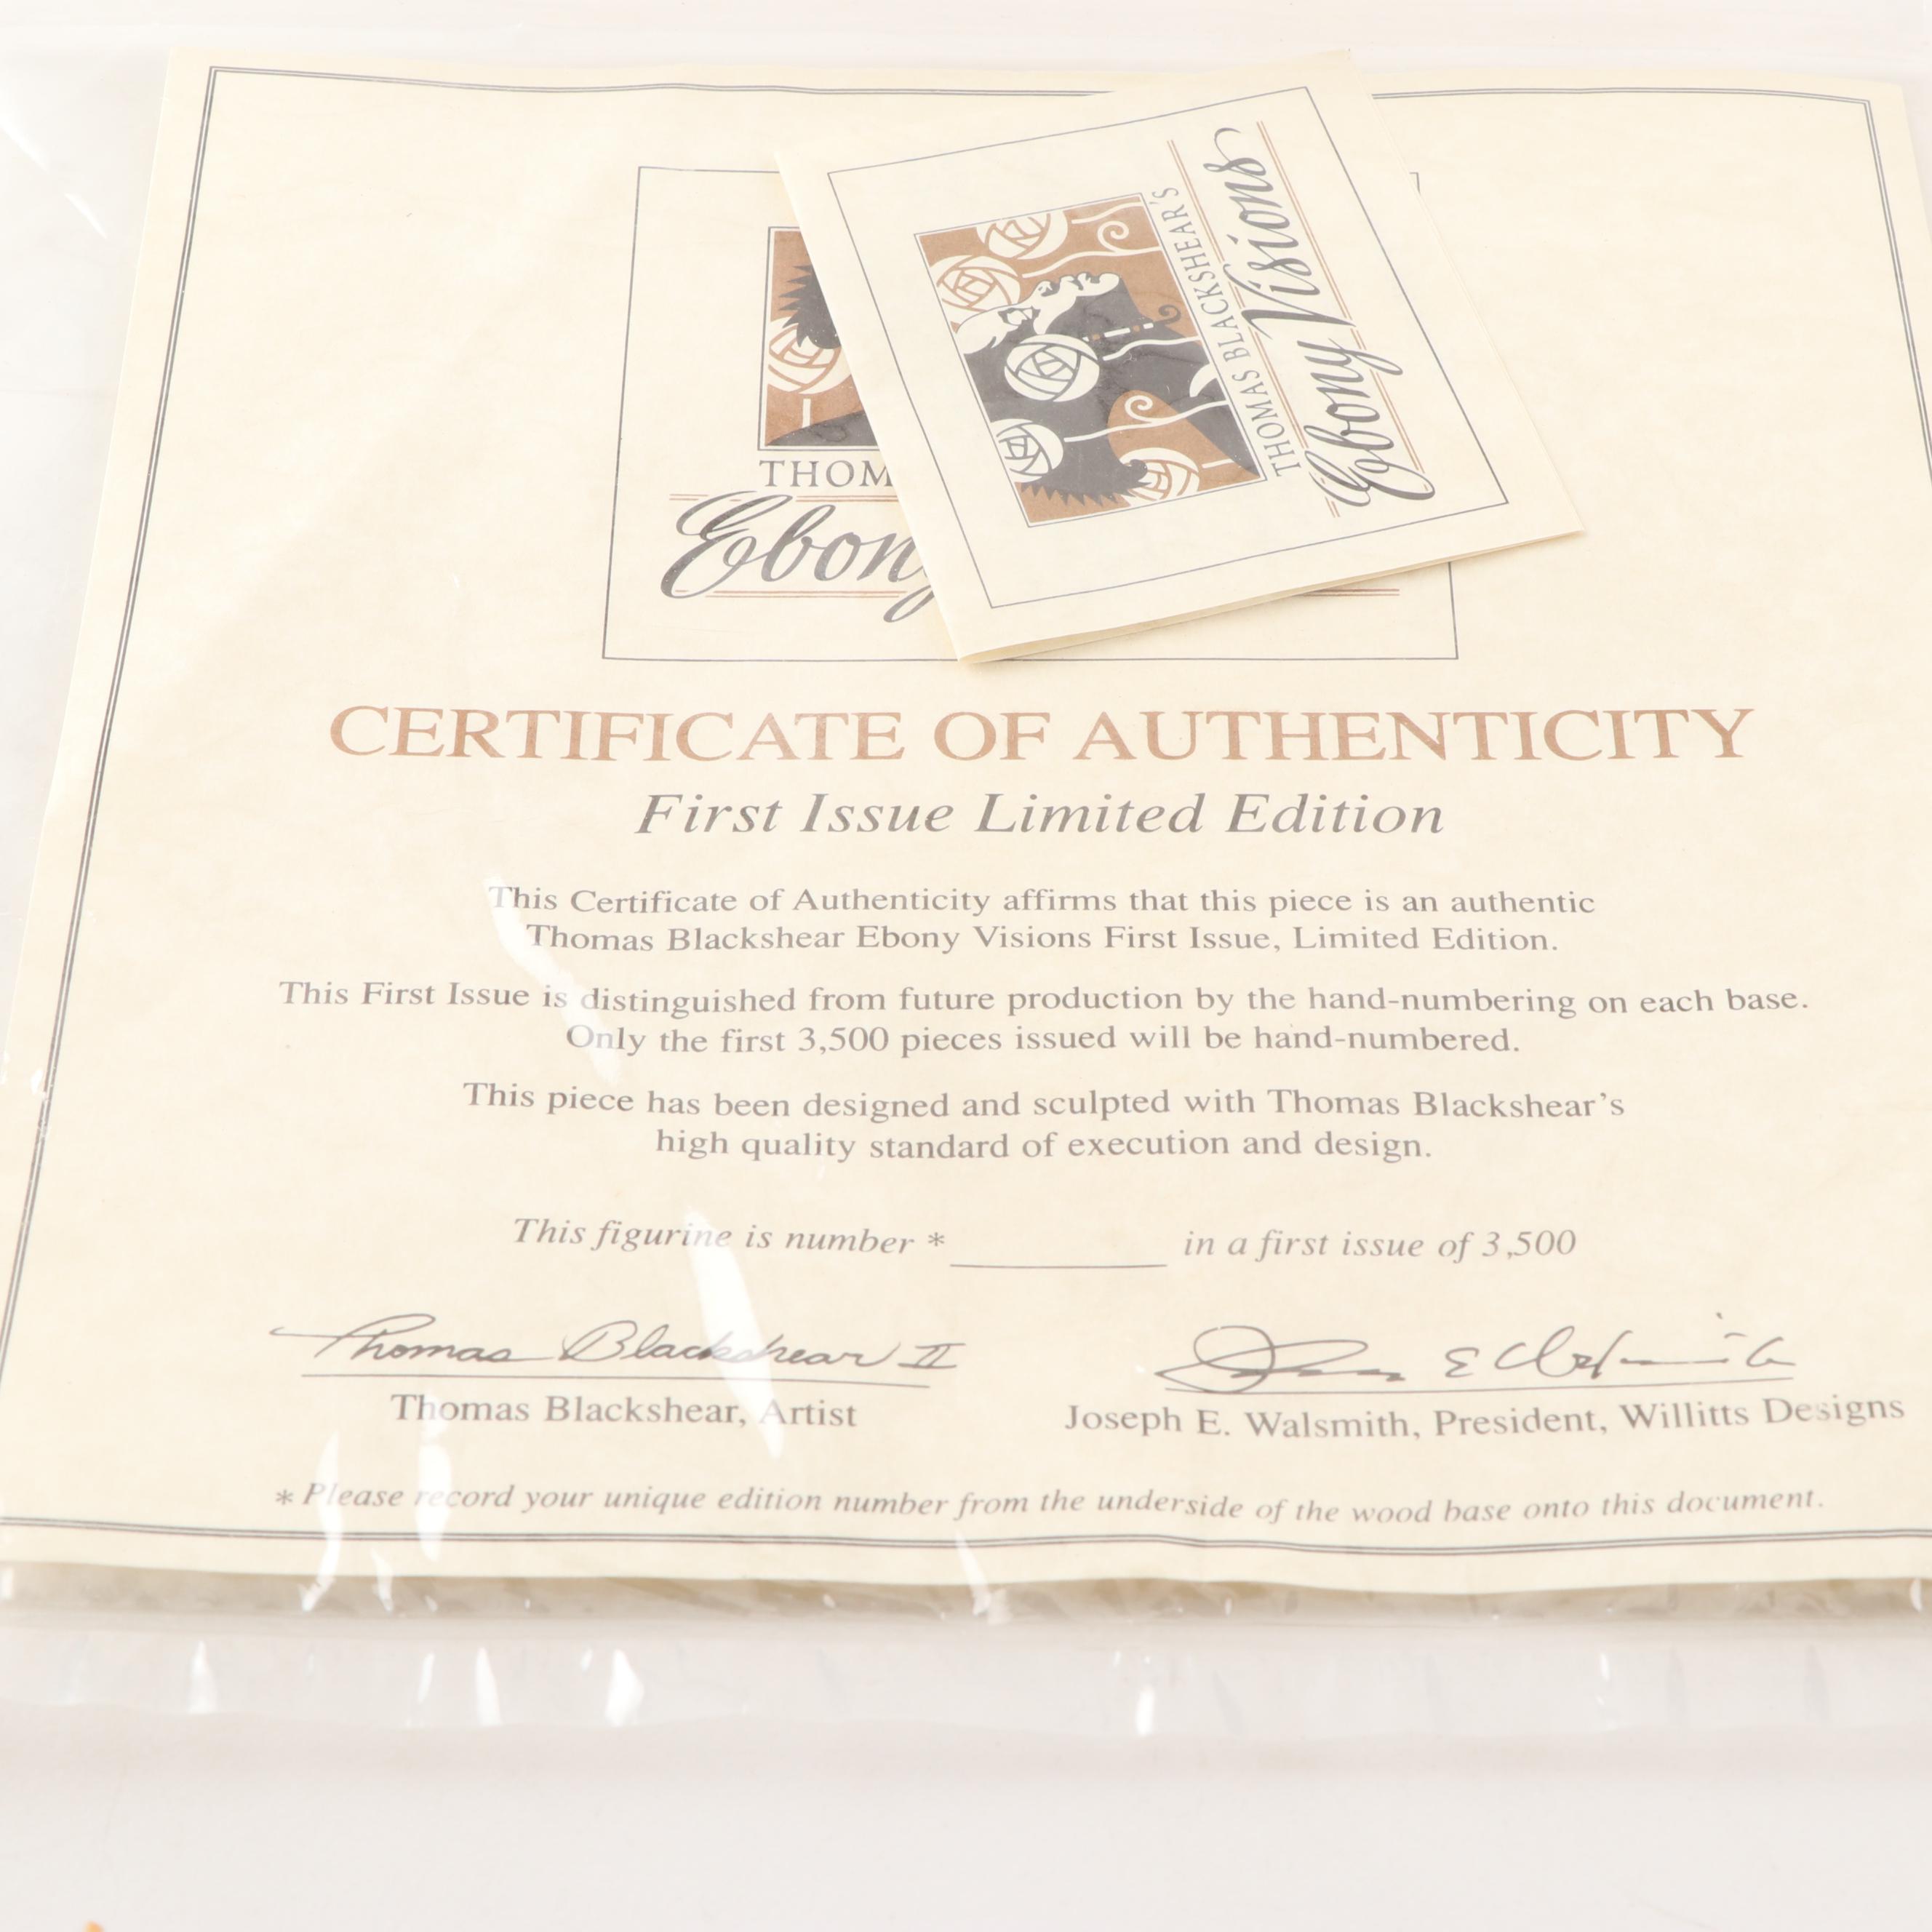 THOMAS BLACKSHEAR'S
Ebony Visions
THOM
Ebony
CERTIFICATE OF AUTHENTICITY
First Issue Limited Edition
This Certificate of Authenticity affirms that this piece is an authentic
Thomas Blackshear Ebony Visions First Issue, Limited Edition.
This First Issue is distinguished from future production by the hand-numbering on each base.
Only the first 3,500 pieces issued will be hand-numbered.
This piece has been designed and sculpted with Thomas Blackshear's
high quality standard of execution and design.
This figurine is number * in a first issue of 3,500
Thomas Blackshear II
Joseph E Walsmith
Thomas Blackshear, Artist
Joseph E. Walsmith, President, Willitts Designs
* Please record your unique edition number from the underside of the wood base onto this document.